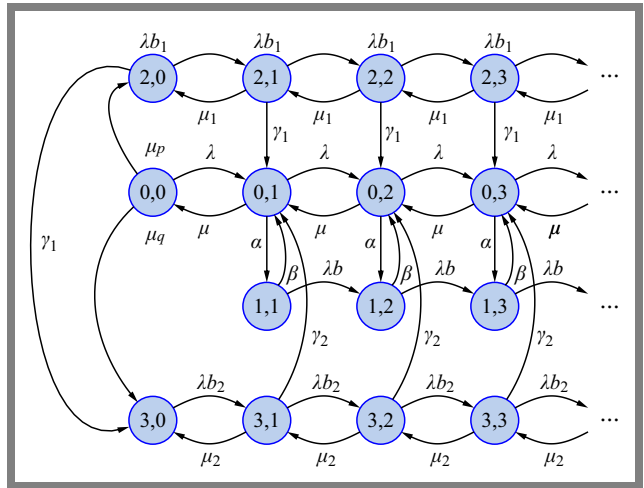 λb₁ λb₁ λb₁ λb₁
2,0 2,1 2,2 2,3 ...
μ₁ μ₁ μ₁ μ₁
γ₁ γ₁ γ₁
μₚ λ λ λ λ
0,0 0,1 0,2 0,3 ...
μ_q μ μ μ μ
γ₁ α α α
β λb β λb β λb
1,1 1,2 1,3 ...
γ₂ γ₂ γ₂
λb₂ λb₂ λb₂ λb₂
3,0 3,1 3,2 3,3 ...
μ₂ μ₂ μ₂ μ₂